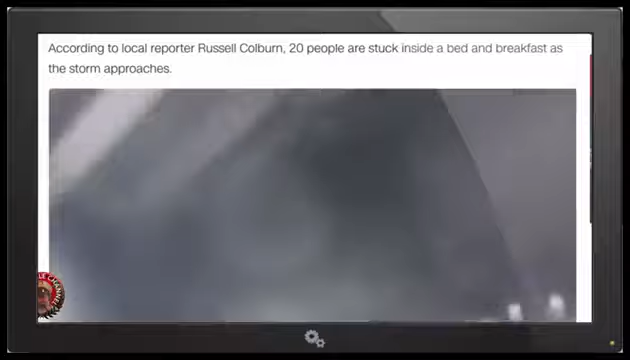 According to local reporter Russell Colburn, 20 people are stuck inside a bed and breakfast as
the storm approaches.